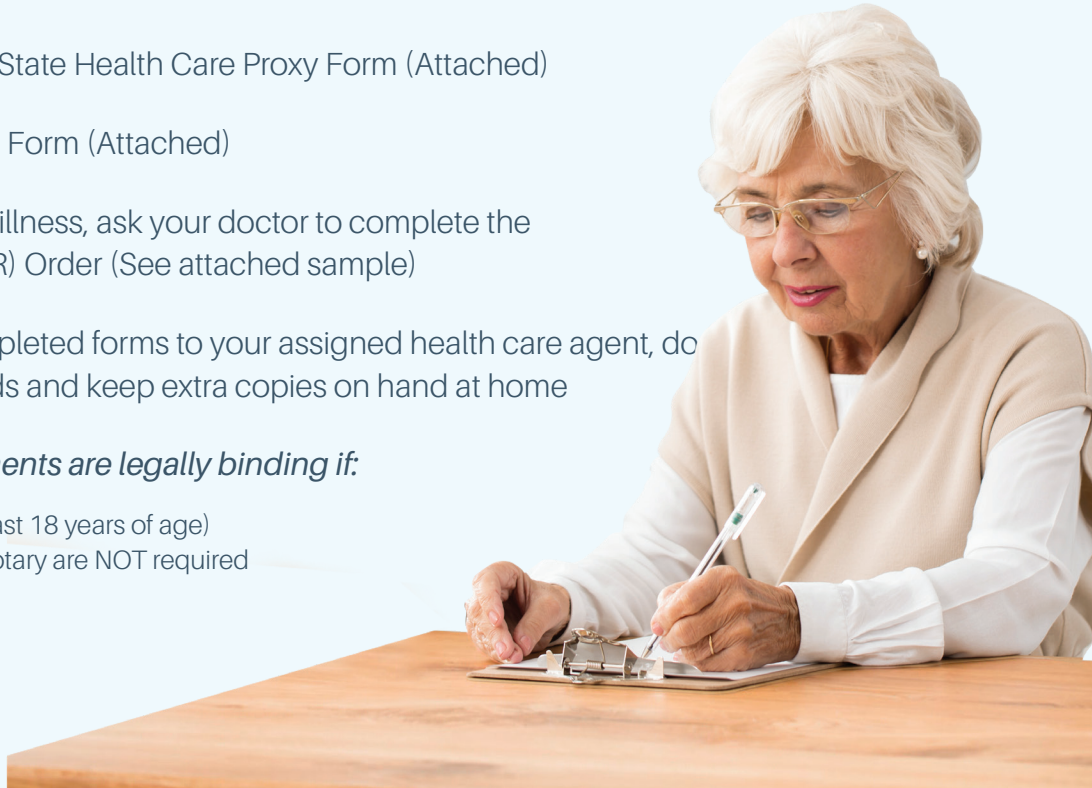 State Health Care Proxy Form (Attached)
Form (Attached)
illness, ask your doctor to complete the
R) Order (See attached sample)
pleted forms to your assigned health care agent, do
ds and keep extra copies on hand at home
ents are legally binding if:
ast 18 years of age)
otary are NOT required